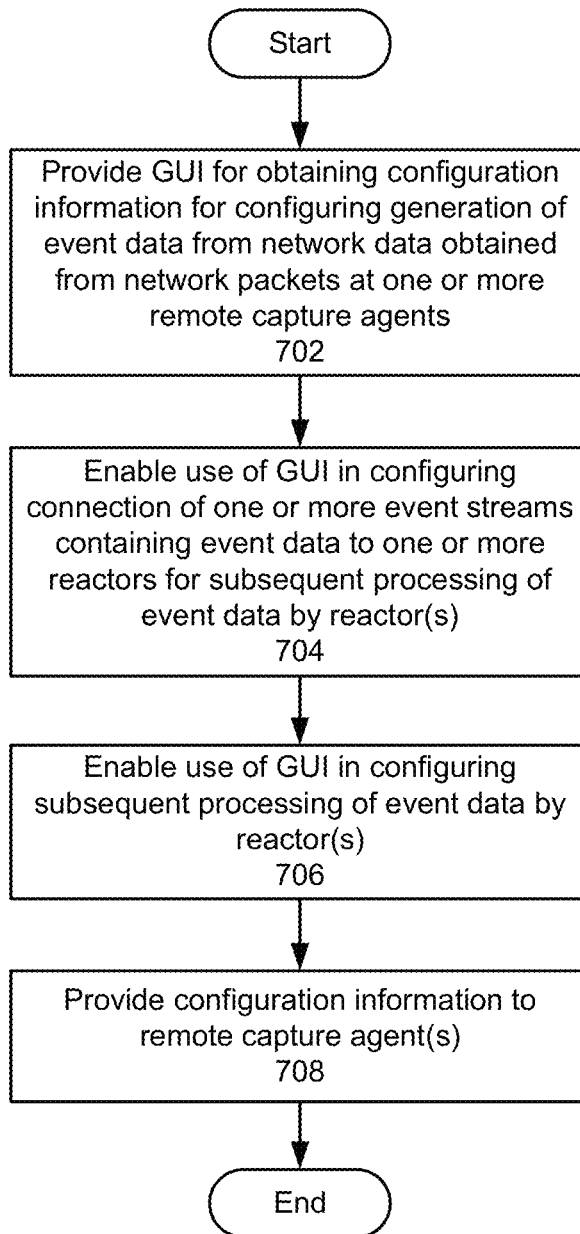 Start
Provide GUI for obtaining configuration
information for configuring generation of
event data from network data obtained
from network packets at one or more
remote capture agents
702
Enable use of GUI in configuring
connection of one or more event streams
containing event data to one or more
reactors for subsequent processing of
event data by reactor(s)
704
Enable use of GUI in configuring
subsequent processing of event data by
reactor(s)
706
Provide configuration information to
remote capture agent(s)
708
End